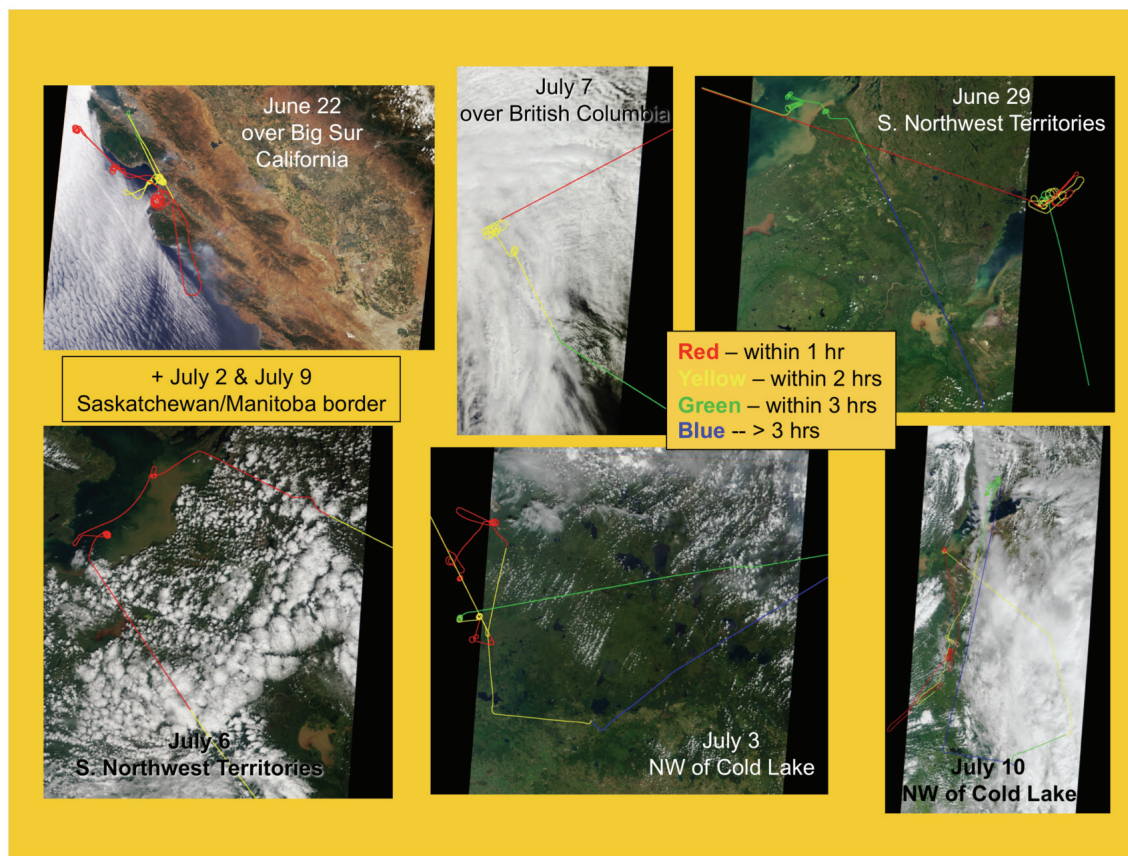 June 22
over Big Sur
California
July 7
over British Columbia
June 29
S. Northwest Territories
+ July 2 & July 9
Saskatchewan/Manitoba border
Red – within 1 hr
Yellow – within 2 hrs
Green – within 3 hrs
Blue -- > 3 hrs
July 6
S. Northwest Territories
July 3
NW of Cold Lake
July 10
NW of Cold Lake